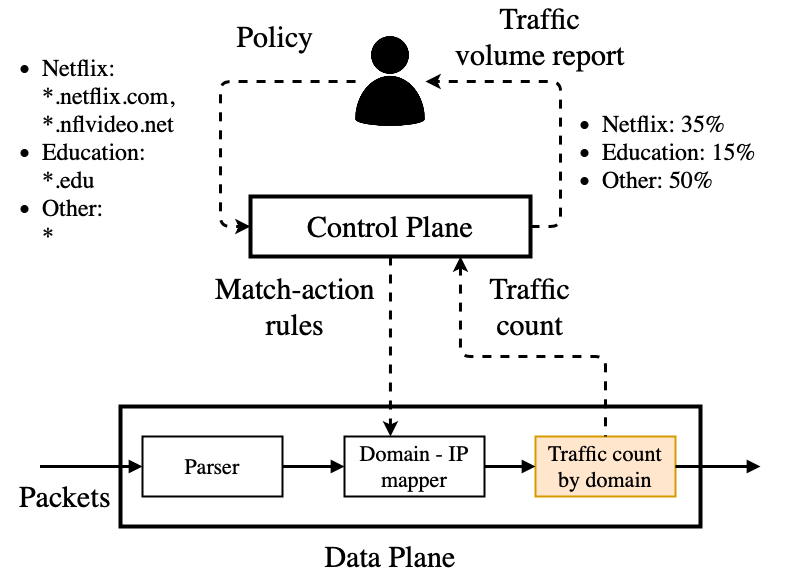 Policy
Traffic
volume report
• Netflix:
*.netflix.com,
*.nflvideo.net
• Education:
*.edu
• Other:
*
• Netflix: 35%
• Education: 15%
• Other: 50%
Control Plane
Match-action
rules
Traffic
count
Parser
Domain - IP
mapper
Traffic count
by domain
Packets
Data Plane